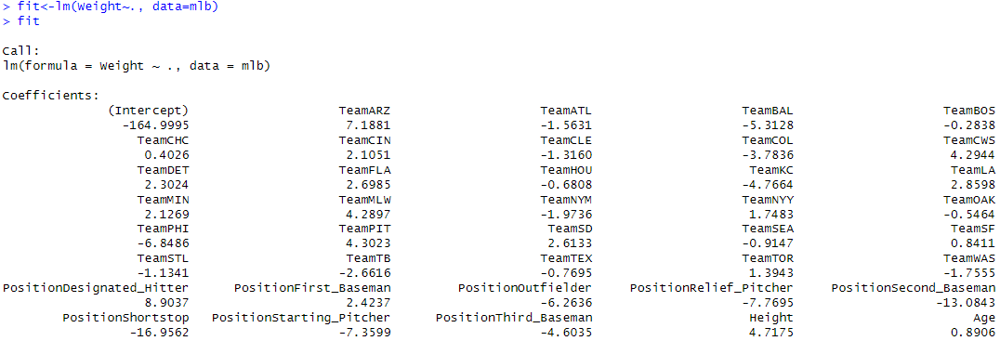 > fit<-lm(Weight~., data=mlb)
> fit
Call:
lm(formula = Weight ~ ., data = mlb)
Coefficients:
(Intercept) TeamARZ TeamATL TeamBAL TeamBOS
-164.9995 7.1881 -1.5631 -5.3128 -0.2838
TeamCHC TeamCIN TeamCLE TeamCOL TeamCWS
0.4026 2.1051 -1.3160 -3.7836 4.2944
TeamDET TeamFLA TeamHOU TeamKC TeamLA
2.3024 2.6985 -0.6808 -4.7664 2.8598
TeamMIN TeamMLW TeamNYM TeamNYY TeamOAK
2.1269 4.2897 -1.9736 1.7483 -0.5464
TeamPHI TeamPIT TeamSD TeamSEA TeamSF
-6.8486 4.3023 2.6133 -0.9147 0.8411
TeamSTL TeamTB TeamTEX TeamTOR TeamWAS
-1.1341 -2.6616 -0.7695 1.3943 -1.7555
PositionDesignated_Hitter PositionFirst_Baseman PositionOutfielder PositionRelief_Pitcher PositionSecond_Baseman
8.9037 2.4237 -6.2636 -7.7695 -13.0843
PositionShortstop PositionStarting_Pitcher PositionThird_Baseman Height Age
-16.9562 -7.3599 -4.6035 4.7175 0.8906